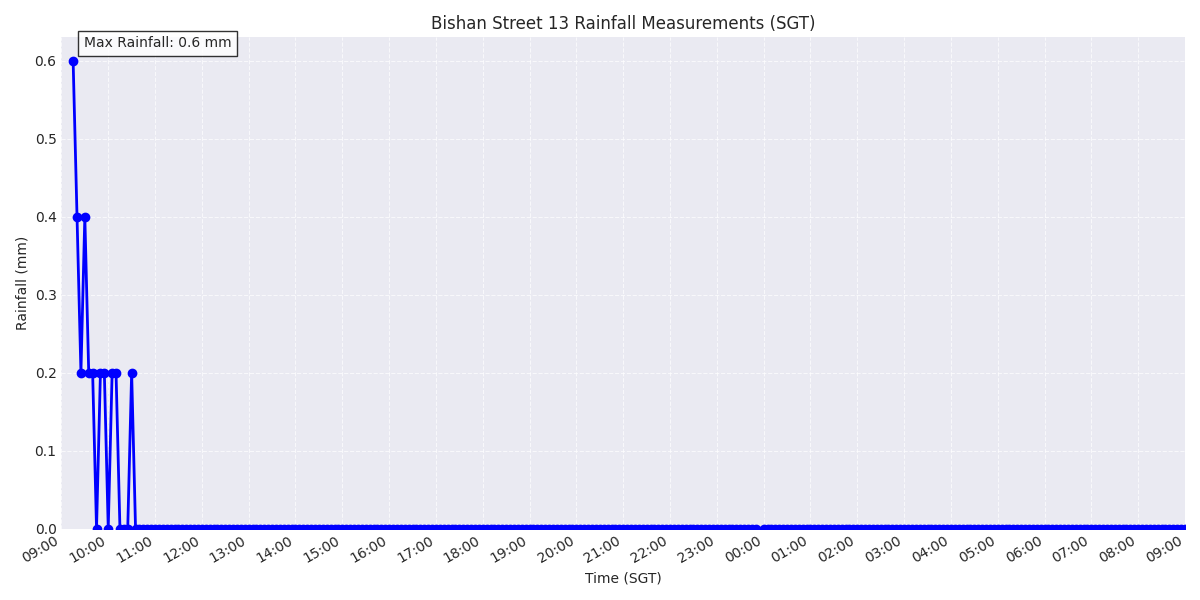 Bishan Street 13 Rainfall Measurements (SGT)
Max Rainfall: 0.6 mm
0.6
0.5
0.4
0.3
0.2
0.1
0.0
Rainfall (mm)
09:00 10:00 11:00 12:00 13:00 14:00 15:00 16:00 17:00 18:00 19:00 20:00 21:00 22:00 23:00 00:00 01:00 02:00 03:00 04:00 05:00 06:00 07:00 08:00 09:00
Time (SGT)